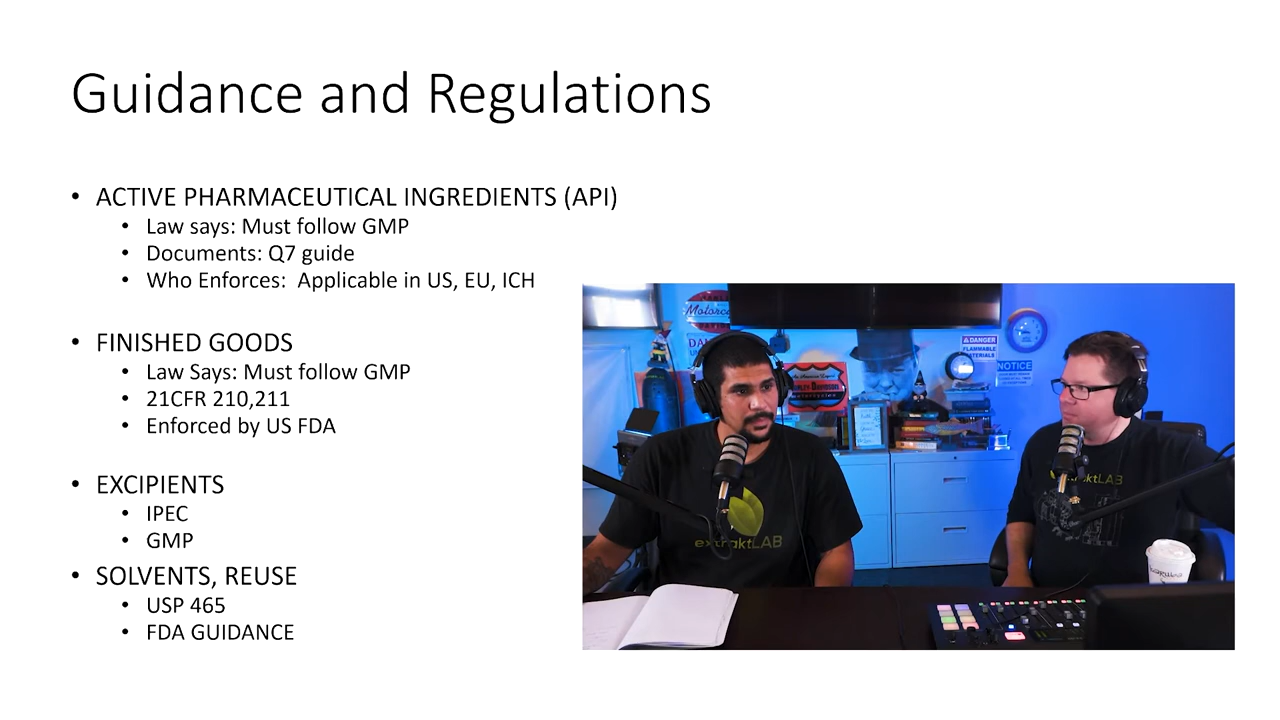 Guidance and Regulations
• ACTIVE PHARMACEUTICAL INGREDIENTS (API)
• Law says: Must follow GMP
• Documents: Q7 guide
• Who Enforces:  Applicable in US, EU, ICH
• FINISHED GOODS
• Law Says: Must follow GMP
• 21CFR 210,211
• Enforced by US FDA
• EXCIPIENTS
• IPEC
• GMP
• SOLVENTS, REUSE
• USP 465
• FDA GUIDANCE
DANGER
FLAMMABLE
MATERIALS
NOTICE
HARLEY-DAVIDSON
extraktLAB